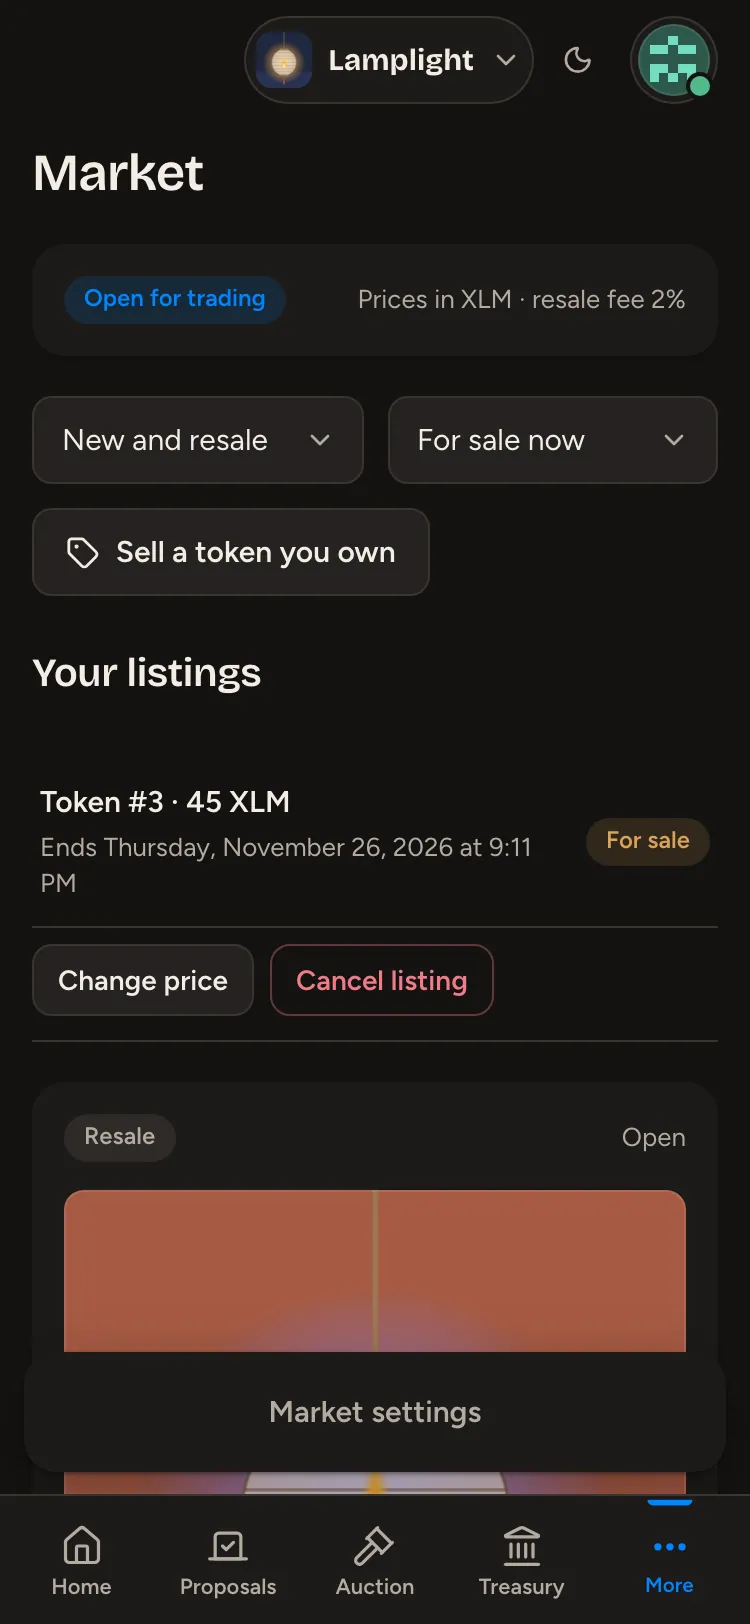 Lamplight
Market
Open for trading
Prices in XLM · resale fee 2%
New and resale
For sale now
Sell a token you own
Your listings
Token #3 · 45 XLM
Ends Thursday, November 26, 2026 at 9:11
PM
For sale
Change price
Cancel listing
Resale
Open
Market settings
Home
Proposals
Auction
Treasury
More